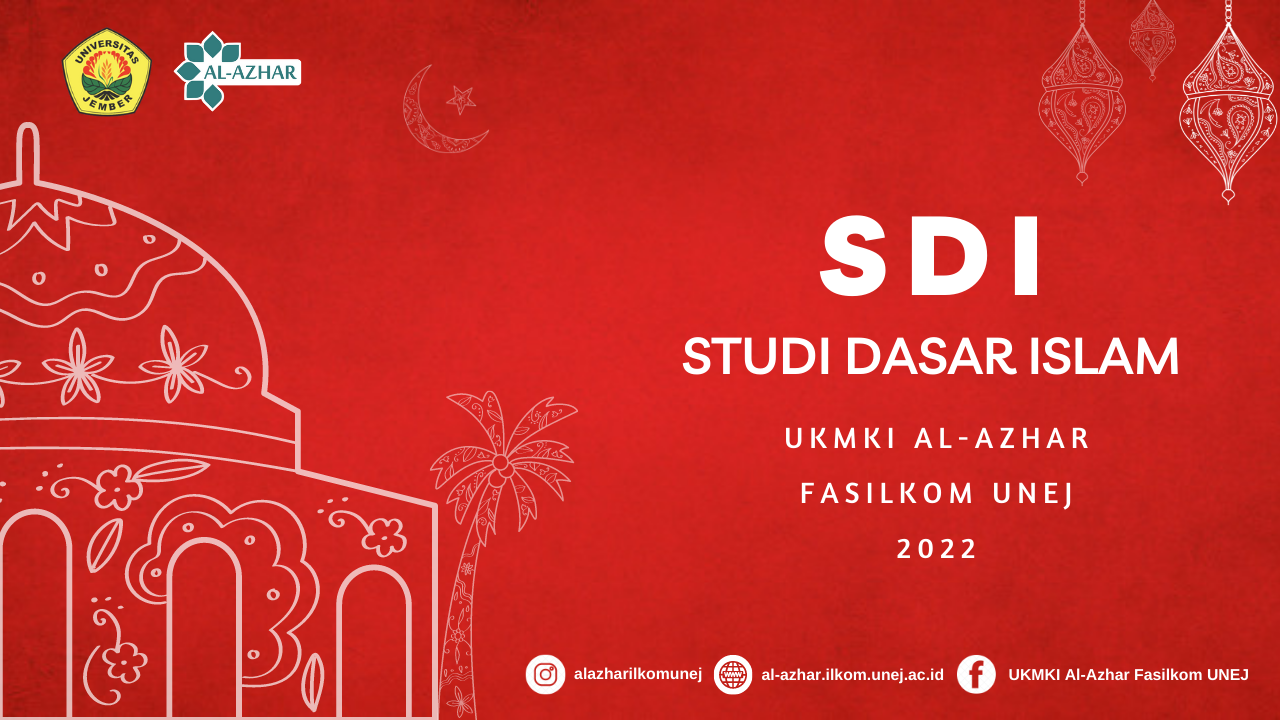 UNIVERSITAS
JEMBER
AL-AZHAR
SDI
STUDI DASAR ISLAM
UKMKI AL-AZHAR
FASILKOM UNEJ
2022
alazharilkomunej
WWW
al-azhar.ilkom.unej.ac.id
UKMKI Al-Azhar Fasilkom UNEJ